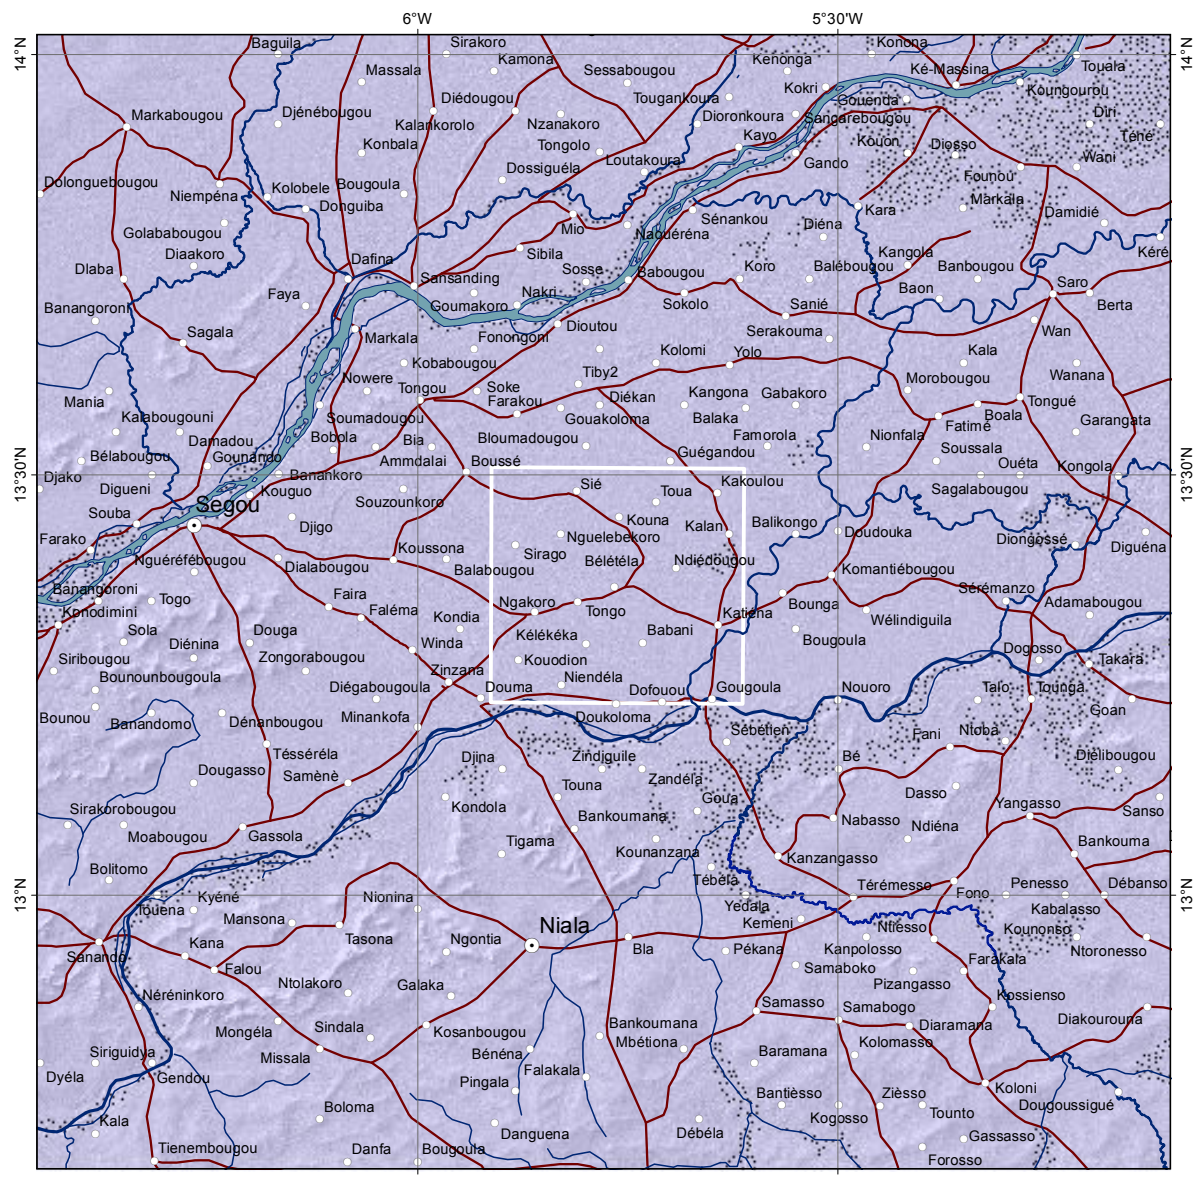 6°W 5°30'W
14°N 14°N
Baguila Sirakoro Konona
Kamona Kenonga Touala
Massala Sessabougou Ké-Massina
Diédougou Tougankoura Kokri Gouenda Koungourou
Markabougou Djénébougou Kalankorolo Nzanakoro Dioronkoura Sansarebougou Diri
Konbala Tongolo Kayo Kouon Diosso Téné
Dossiguéla Loutakoura Gando Wani
Dolonguebougou Kolobele Bougoula Founou
Niempéna Donguiba Kara Markala
Golababougou Mio Naouéréna Sénankou Diéna Damidié
Diaakoro Dafina Sibila Kangola Kéré
Dlaba Sansanding Sosse Babougou Koro Balébougou Banbougou
Faya Goumakoro Nakri Sokolo Sanié Baon Saro
Banangoroni Berta
Sagala Markala Fonongoni Dioutou Serakouma Wan
Kobabougou Kolomi Yolo Kala
Nowere Tongou Soke Tiby2 Morobougou Wanana
Mania Farakou Diékan Kangona Gabakoro
Kalabougouni Soumadougou Gouakoloma Balaka Fatimé Boala Tongué Garangata
Damadou Bobola Bia Bloumadougou Famorola Nionfala
Bélabougou Gounando Ammdalai Boussé Guégandou Soussala Ouéta Kongola
13°30'N 13°30'N
Djako Digueni Banankoro Kouguo Souzounkoro Sié Toua Kakoulou Sagalabougou
Souba Segou Djigo Kouna Kalan Balikongo Doudouka
Farako Nguéréfébougou Koussona Sirago Nguelebekoro Diongossé Diguéna
Dialabougou Balabougou Bélétéla Ndiédougou Komantiébougou
Banangoroni Togo Faira Ngakoro Tongo Sérémanzo
Konodimini Faléma Kondia Katiéna Bounga Wélindiguila Adamabougou
Sola Diénina Douga Winda Kélékéka Babani Bougoula
Siribougou Zongorabougou Zinzana Kouodion Dogosso Takara
Bounounbougoula Diégabougoula Douma Niendéla Dofouou Gougoula Nouoro Talo Tounga
Bounou Banandomo Dénanbougou Minankofa Doukoloma Sébetien Fani Ntoba Goan
Tésséréla Djina Zindiguile Bé Diélibougou
Dougasso Samènè Touna Zandéla Dasso
Sirakorobougou Kondola Bankoumana Goua Nabasso Yangasso Sanso
Moabougou Gassola Tigama Kounanzana Ndiéna Bankouma
Bolitomo Kanzangasso
13°N 13°N
Touena Kyéné Nionina Tébéla Térémesso Fono Penesso Débanso
Mansona Niala Yedala Kemeni Ntiesso Kabalasso
Sanando Kana Tasona Ngontia Bla Pékana Kanpolosso Kounonso Ntoronesso
Falou Samaboko Farakala
Néréninkoro Ntolakoro Galaka Pizangasso
Mongéla Sindala Kosanbougou Bankoumana Samasso Samabogo Kossienso Diakourouna
Siriguidya Missala Bénéna Mbétiona Diaramana
Dyéla Gendou Falakala Baramana Kolomasso
Pingala Bantièsso Zièsso Koloni Dougoussigué
Kala Boloma Danguena Débéla Kogosso Tounto
Tienembougou Danfa Bougoula Gassasso
Forosso